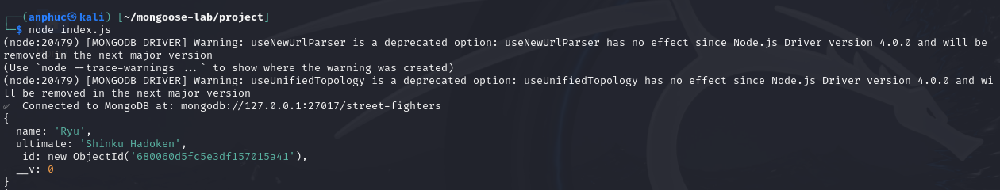 ┌──(anphuc㉿kali)-[~/mongoose-lab/project]
└─$ node index.js
(node:20479) [MONGODB DRIVER] Warning: useNewUrlParser is a deprecated option: useNewUrlParser has no effect since Node.js Driver version 4.0.0 and will be
removed in the next major version
(Use `node --trace-warnings ...` to show where the warning was created)
(node:20479) [MONGODB DRIVER] Warning: useUnifiedTopology is a deprecated option: useUnifiedTopology has no effect since Node.js Driver version 4.0.0 and wi
ll be removed in the next major version
✅ Connected to MongoDB at: mongodb://127.0.0.1:27017/street-fighters
{
  name: 'Ryu',
  ultimate: 'Shinku Hadoken',
  _id: new ObjectId('680060d5fc5e3df157015a41'),
  __v: 0
}